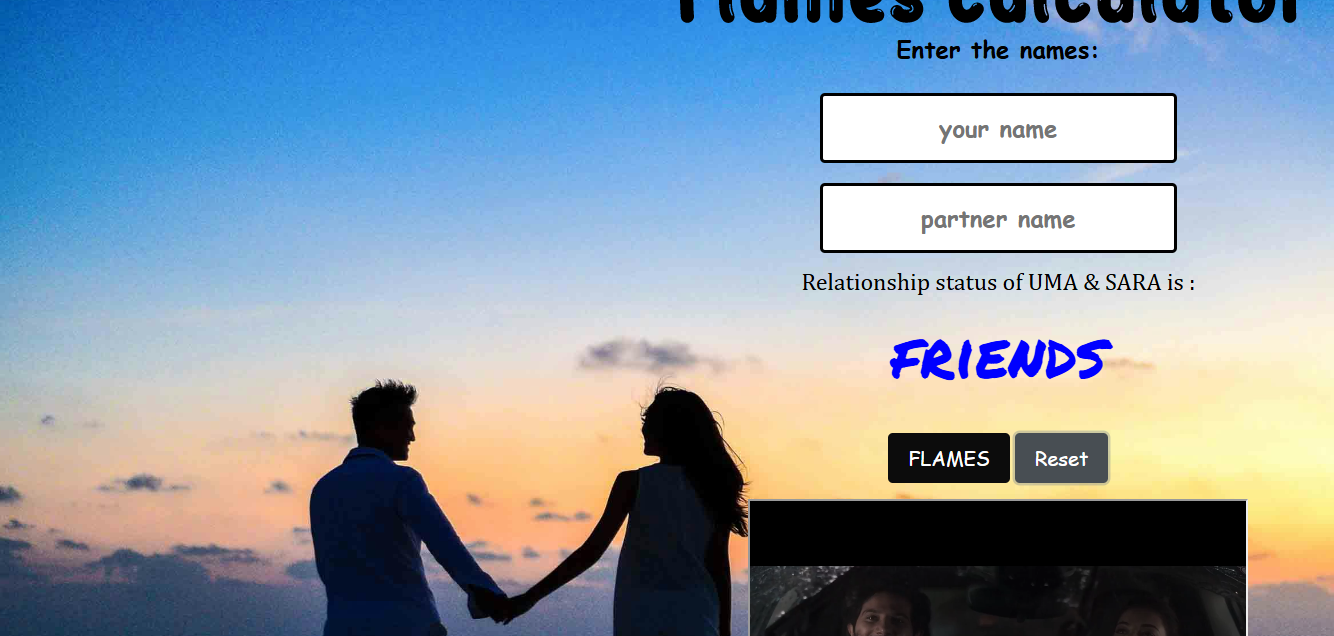 Flames Calculator
Enter the names:
your name
partner name
Relationship status of UMA & SARA is :
FRIENDS
FLAMES
Reset